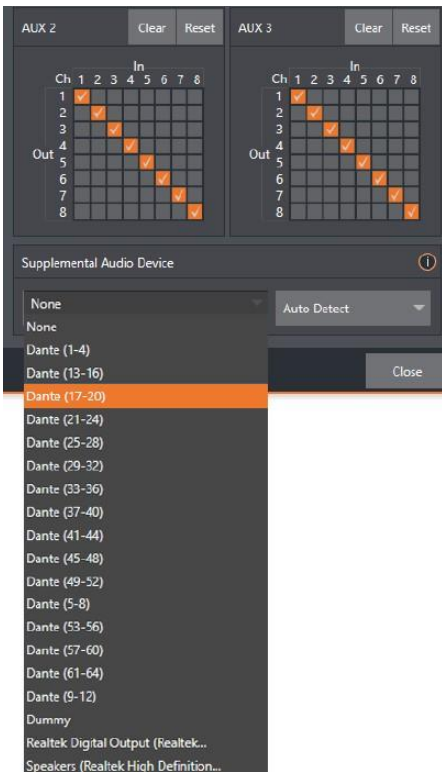 AUX 2 Clear Reset AUX 3 Clear Reset
In In
Ch 1 2 3 4 5 6 7 8 Ch 1 2 3 4 5 6 7 8
1 1
2 2
3 3
Out 4 Out 4
5 5
6 6
7 7
8 8
Supplemental Audio Device
None Auto Detect
None
Dante (1-4)
Dante (13-16) Close
Dante (17-20)
Dante (21-24)
Dante (25-28)
Dante (29-32)
Dante (33-36)
Dante (37-40)
Dante (41-44)
Dante (45-48)
Dante (49-52)
Dante (5-8)
Dante (53-56)
Dante (57-60)
Dante (61-64)
Dante (9-12)
Dummy
Realtek Digital Output (Realtek...
Speakers (Realtek High Definition...